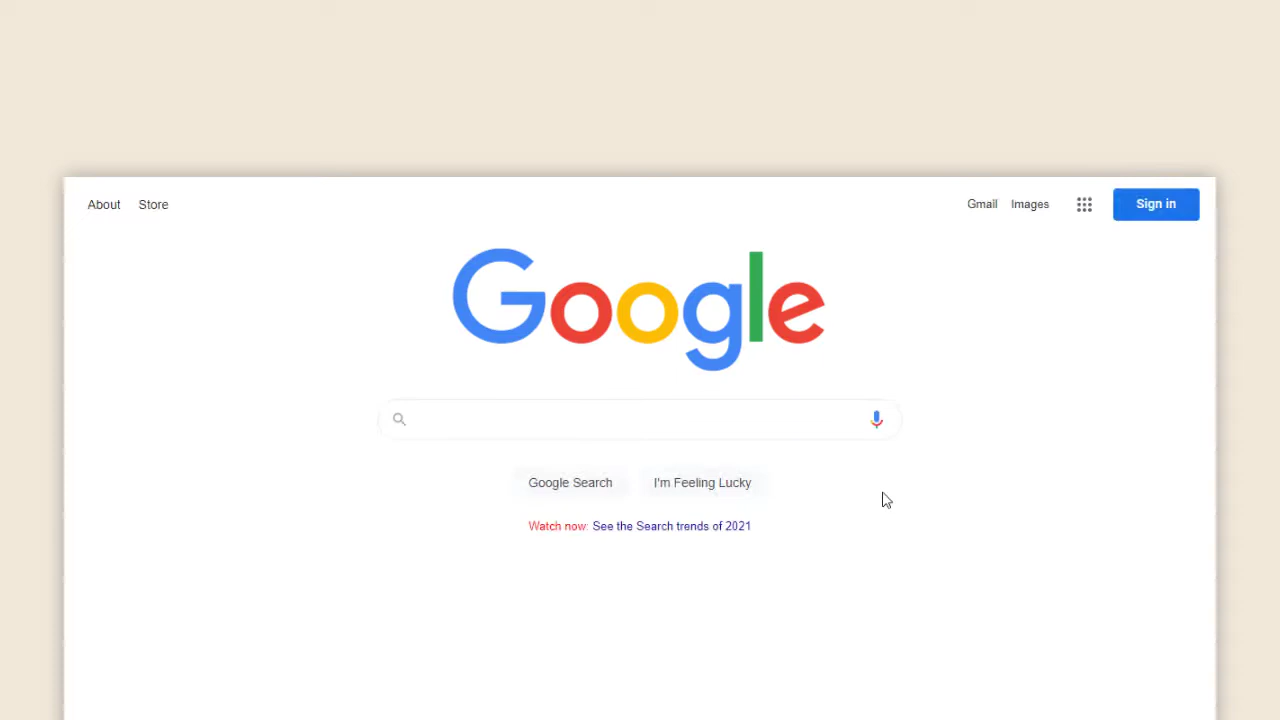 About Store Gmail Images Sign in
Google
Google Search I'm Feeling Lucky
Watch now: See the Search trends of 2021